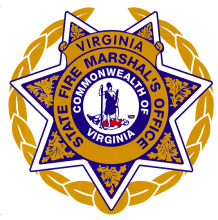 VIRGINIA
STATE FIRE MARSHAL'S OFFICE
COMMONWEALTH OF
VIRGINIA